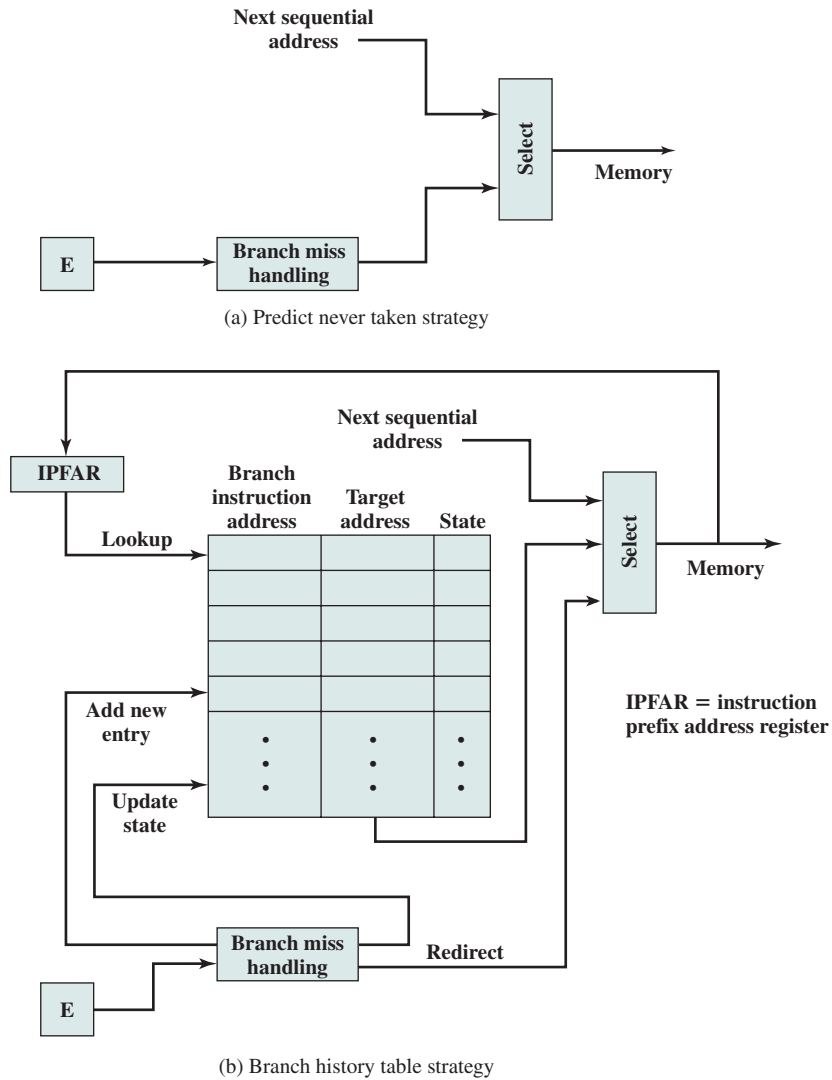 Next sequential
address
Select
Memory
E
Branch miss
handling
(a) Predict never taken strategy
Next sequential
address
IPFAR
Branch
instruction
address
Target
address
State
Lookup
Select
Memory
Add new
entry
IPFAR = instruction
prefix address register
Update
state
Branch miss
handling
Redirect
E
(b) Branch history table strategy